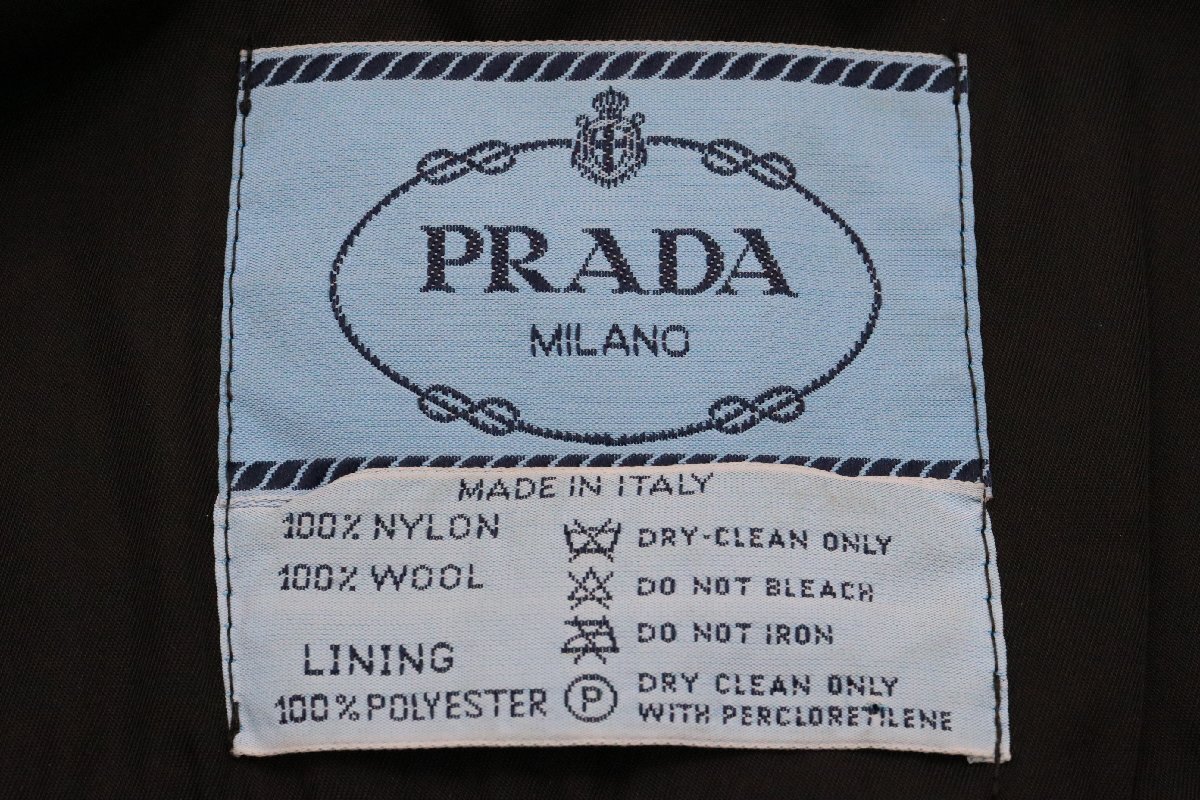 PRADA
MILANO
MADE IN ITALY
100% NYLON
100% WOOL
LINING
100% POLYESTER
DRY-CLEAN ONLY
DO NOT BLEACH
DO NOT IRON
P
DRY CLEAN ONLY
WITH PERCLORETILENE